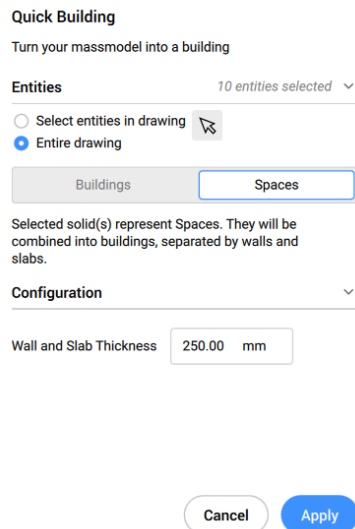 Quick Building
Turn your massmodel into a building
Entities 10 entities selected
Select entities in drawing
Entire drawing
Buildings Spaces
Selected solid(s) represent Spaces. They will be
combined into buildings, separated by walls and
slabs.
Configuration
Wall and Slab Thickness 250.00 mm
Cancel Apply